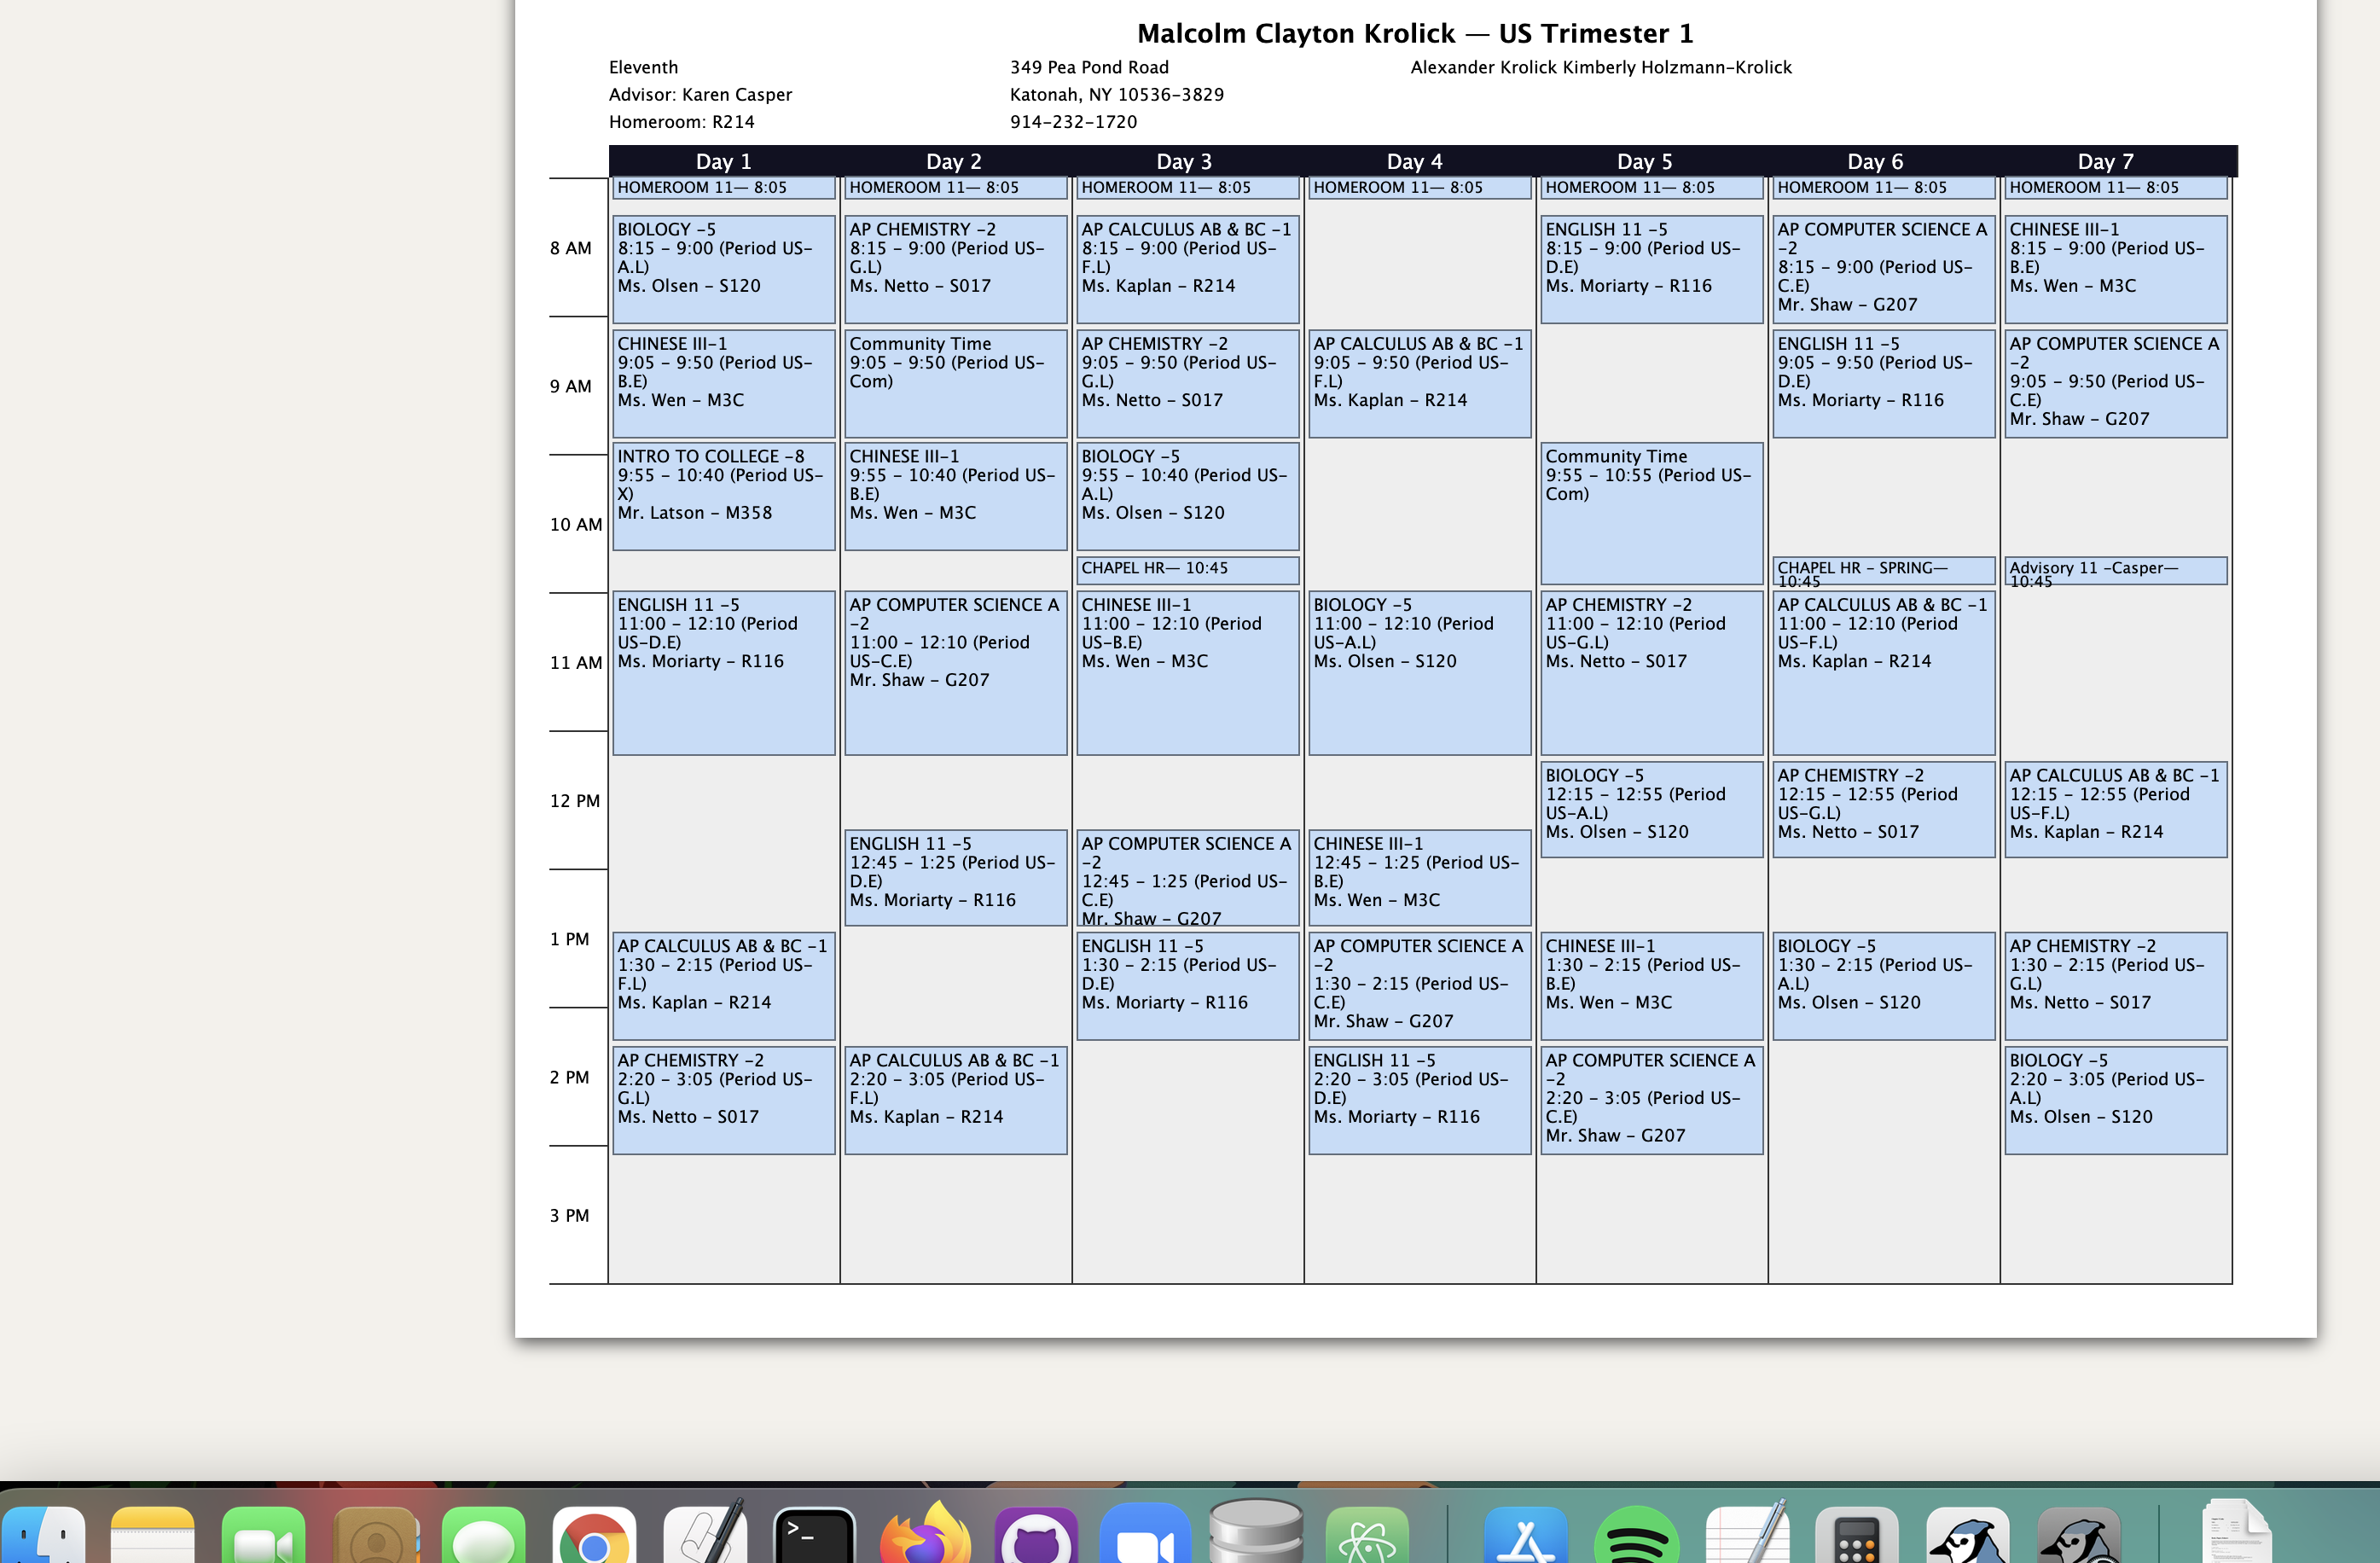 Malcolm Clayton Krolick — US Trimester 1
Eleventh
349 Pea Pond Road
Alexander Krolick Kimberly Holzmann-Krolick
Advisor: Karen Casper
Katonah, NY 10536-3829
Homeroom: R214
914-232-1720
Day 1
Day 2
Day 3
Day 4
Day 5
Day 6
Day 7
8 AM
9 AM
10 AM
11 AM
12 PM
1 PM
2 PM
3 PM
HOMEROOM 11— 8:05
BIOLOGY -5
8:15 - 9:00 (Period US-
A.L)
Ms. Olsen - S120
CHINESE III-1
9:05 - 9:50 (Period US-
B.E)
Ms. Wen - M3C
INTRO TO COLLEGE -8
9:55 - 10:40 (Period US-
X)
Mr. Latson - M358
ENGLISH 11 -5
11:00 - 12:10 (Period
US-D.E)
Ms. Moriarty - R116
AP CALCULUS AB & BC -1
1:30 - 2:15 (Period US-
F.L)
Ms. Kaplan - R214
AP CHEMISTRY -2
2:20 - 3:05 (Period US-
G.L)
Ms. Netto - S017
HOMEROOM 11— 8:05
AP CHEMISTRY -2
8:15 - 9:00 (Period US-
G.L)
Ms. Netto - S017
Community Time
9:05 - 9:50 (Period US-
Com)
CHINESE III-1
9:55 - 10:40 (Period US-
B.E)
Ms. Wen - M3C
AP COMPUTER SCIENCE A
-2
11:00 - 12:10 (Period
US-C.E)
Mr. Shaw - G207
ENGLISH 11 -5
12:45 - 1:25 (Period US-
D.E)
Ms. Moriarty - R116
AP CALCULUS AB & BC -1
2:20 - 3:05 (Period US-
F.L)
Ms. Kaplan - R214
HOMEROOM 11— 8:05
AP CALCULUS AB & BC -1
8:15 - 9:00 (Period US-
F.L)
Ms. Kaplan - R214
AP CHEMISTRY -2
9:05 - 9:50 (Period US-
G.L)
Ms. Netto - S017
BIOLOGY -5
9:55 - 10:40 (Period US-
A.L)
Ms. Olsen - S120
CHAPEL HR— 10:45
CHINESE III-1
11:00 - 12:10 (Period
US-B.E)
Ms. Wen - M3C
AP COMPUTER SCIENCE A
-2
12:45 - 1:25 (Period US-
C.E)
Mr. Shaw - G207
ENGLISH 11 -5
1:30 - 2:15 (Period US-
D.E)
Ms. Moriarty - R116
HOMEROOM 11— 8:05
AP CALCULUS AB & BC -1
9:05 - 9:50 (Period US-
F.L)
Ms. Kaplan - R214
BIOLOGY -5
11:00 - 12:10 (Period
US-A.L)
Ms. Olsen - S120
CHINESE III-1
12:45 - 1:25 (Period US-
B.E)
Ms. Wen - M3C
AP COMPUTER SCIENCE A
-2
1:30 - 2:15 (Period US-
C.E)
Mr. Shaw - G207
ENGLISH 11 -5
2:20 - 3:05 (Period US-
D.E)
Ms. Moriarty - R116
HOMEROOM 11— 8:05
ENGLISH 11 -5
8:15 - 9:00 (Period US-
D.E)
Ms. Moriarty - R116
Community Time
9:55 - 10:55 (Period US-
Com)
AP CHEMISTRY -2
11:00 - 12:10 (Period
US-G.L)
Ms. Netto - S017
BIOLOGY -5
12:15 - 12:55 (Period
US-A.L)
Ms. Olsen - S120
CHINESE III-1
1:30 - 2:15 (Period US-
B.E)
Ms. Wen - M3C
AP COMPUTER SCIENCE A
-2
2:20 - 3:05 (Period US-
C.E)
Mr. Shaw - G207
HOMEROOM 11— 8:05
AP COMPUTER SCIENCE A
-2
8:15 - 9:00 (Period US-
C.E)
Mr. Shaw - G207
ENGLISH 11 -5
9:05 - 9:50 (Period US-
D.E)
Ms. Moriarty - R116
CHAPEL HR - SPRING—
10:45
AP CALCULUS AB & BC -1
11:00 - 12:10 (Period
US-F.L)
Ms. Kaplan - R214
AP CHEMISTRY -2
12:15 - 12:55 (Period
US-G.L)
Ms. Netto - S017
BIOLOGY -5
1:30 - 2:15 (Period US-
A.L)
Ms. Olsen - S120
HOMEROOM 11— 8:05
CHINESE III-1
8:15 - 9:00 (Period US-
B.E)
Ms. Wen - M3C
AP COMPUTER SCIENCE A
-2
9:05 - 9:50 (Period US-
C.E)
Mr. Shaw - G207
Advisory 11 -Casper—
10:45
AP CALCULUS AB & BC -1
12:15 - 12:55 (Period
US-F.L)
Ms. Kaplan - R214
AP CHEMISTRY -2
1:30 - 2:15 (Period US-
G.L)
Ms. Netto - S017
BIOLOGY -5
2:20 - 3:05 (Period US-
A.L)
Ms. Olsen - S120
>_